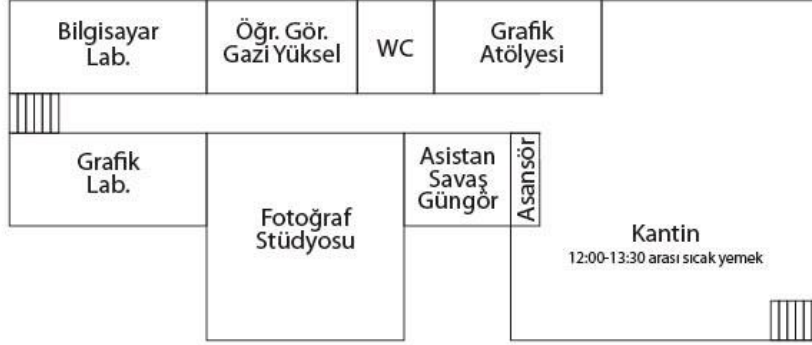 Bilgisayar
Lab.
Öğr. Gör.
Gazi Yüksel
WC
Grafik
Atölyesi
Grafik
Lab.
Fotoğraf
Stüdyosu
Asistan
Savaş
Güngör
Asansör
Kantin
12:00-13:30 arası sıcak yemek